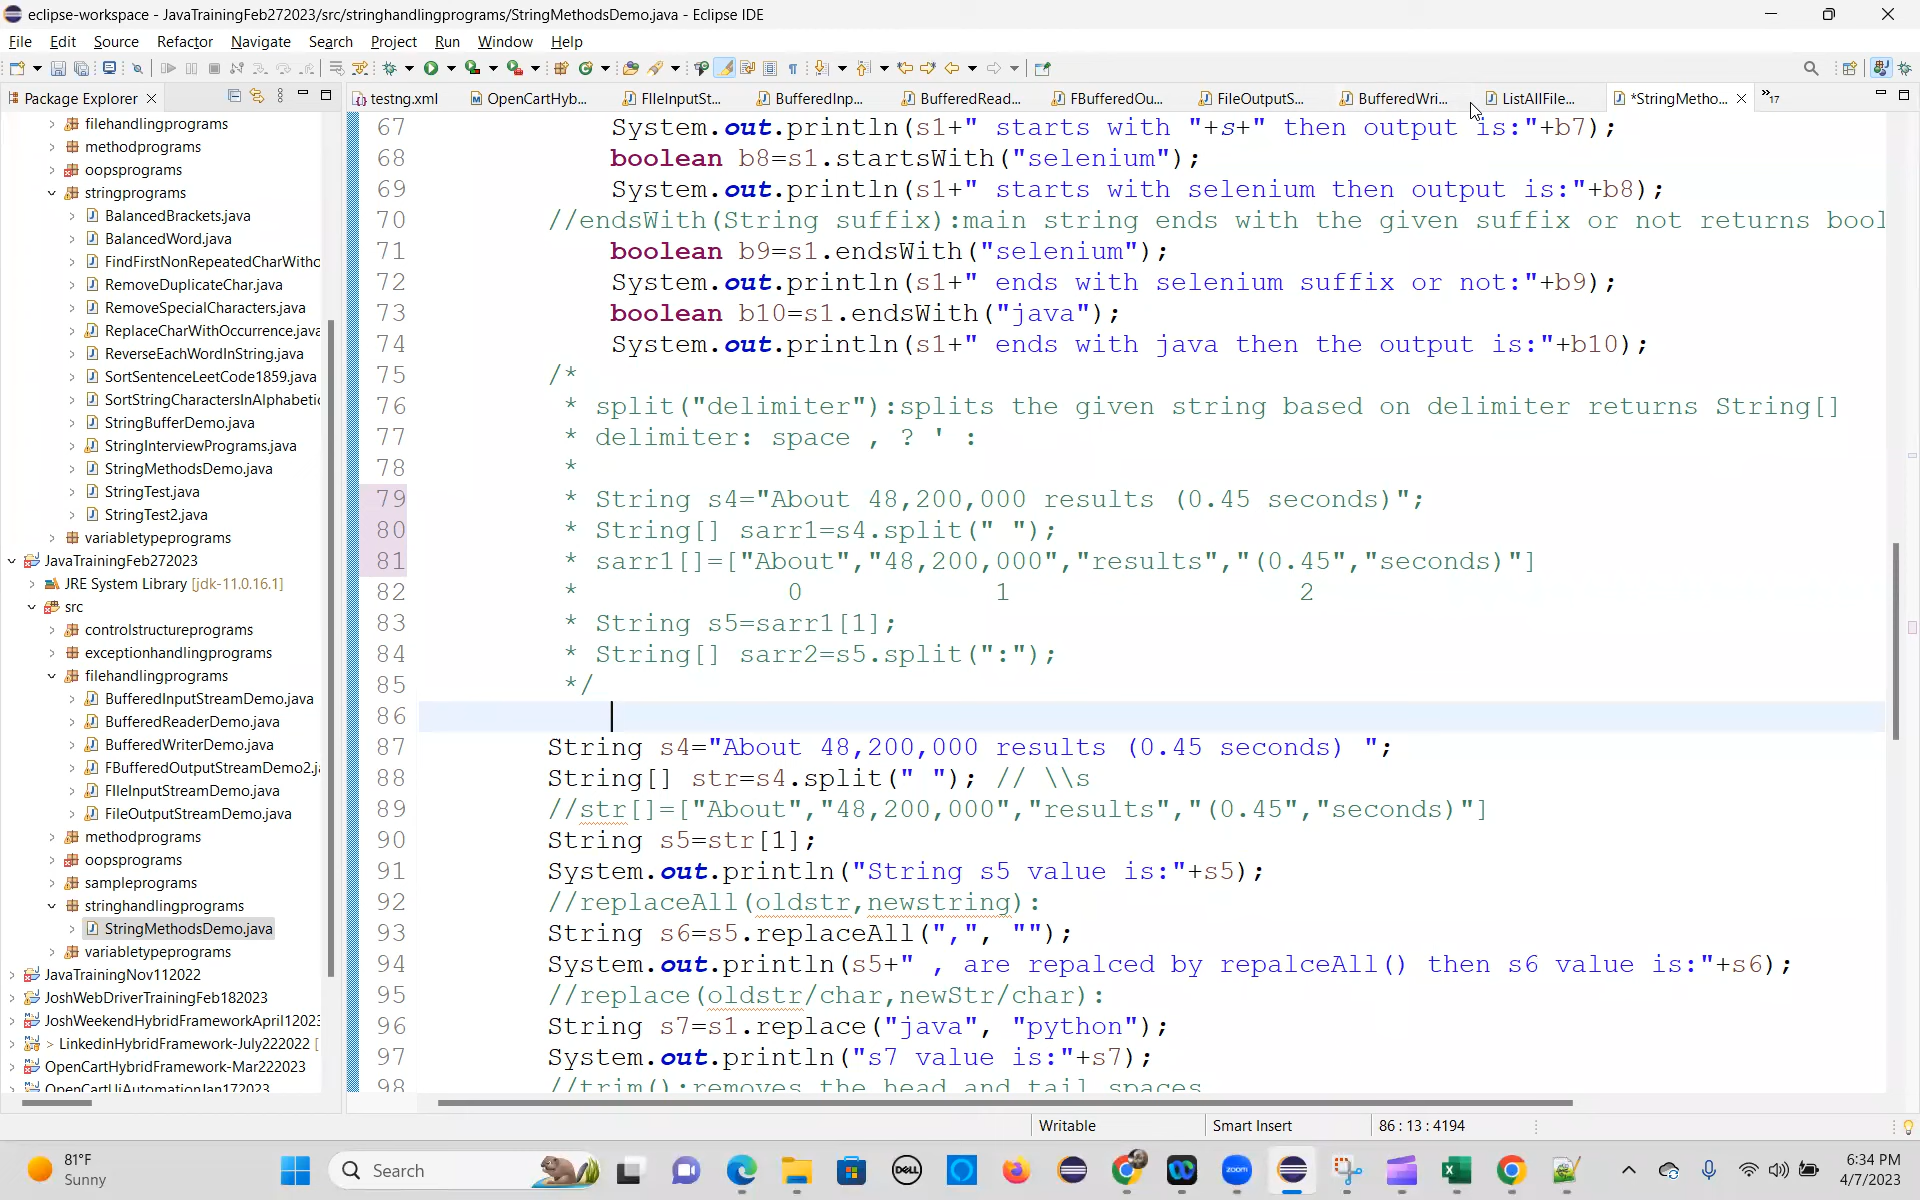 eclipse-workspace - JavaTrainingFeb272023/src/stringhandlingprograms/StringMethodsDemo.java - Eclipse IDE
File Edit Source Refactor Navigate Search Project Run Window Help
Package Explorer
testng.xml OpenCartHyb... FIleInputSt... BufferedInp... BufferedRead... FBufferedOu... FileOutputS... BufferedWri... ListAllFile... *StringMetho... »17
filehandlingprograms
methodprograms
oopsprograms
stringprograms
BalancedBrackets.java
BalancedWord.java
FindFirstNonRepeatedCharWitho
RemoveDuplicateChar.java
RemoveSpecialCharacters.java
ReplaceCharWithOccurrence.java
ReverseEachWordInString.java
SortSentenceLeetCode1859.java
SortStringCharactersInAlphabetic
StringBufferDemo.java
StringInterviewPrograms.java
StringMethodsDemo.java
StringTest.java
StringTest2.java
variabletypeprograms
JavaTrainingFeb272023
JRE System Library [jdk-11.0.16.1]
src
controlstructureprograms
exceptionhandlingprograms
filehandlingprograms
BufferedInputStreamDemo.java
BufferedReaderDemo.java
BufferedWriterDemo.java
FBufferedOutputStreamDemo2.j
FIleInputStreamDemo.java
FileOutputStreamDemo.java
methodprograms
oopsprograms
sampleprograms
stringhandlingprograms
StringMethodsDemo.java
variabletypeprograms
JavaTrainingNov112022
JoshWebDriverTrainingFeb182023
JoshWeekendHybridFrameworkApril12023
> LinkedinHybridFramework-July222022 [
OpenCartHybridFramework-Mar222023
OpenCartUiAutomationJan172023
67 System.out.println(s1+" starts with "+s+" then output is:"+b7);
68 boolean b8=s1.startsWith("selenium");
69 System.out.println(s1+" starts with selenium then output is:"+b8);
70 //endsWith(String suffix):main string ends with the given suffix or not returns bool
71 boolean b9=s1.endsWith("selenium");
72 System.out.println(s1+" ends with selenium suffix or not:"+b9);
73 boolean b10=s1.endsWith("java");
74 System.out.println(s1+" ends with java then the output is:"+b10);
75 /*
76 * split("delimiter"):splits the given string based on delimiter returns String[]
77 * delimiter: space , ? ' :
78 *
79 * String s4="About 48,200,000 results (0.45 seconds)";
80 * String[] sarr1=s4.split(" ");
81 * sarr1[]=["About","48,200,000","results","(0.45","seconds)"]
82 * 0 1 2
83 * String s5=sarr1[1];
84 * String[] sarr2=s5.split(":");
85 */
86
87 String s4="About 48,200,000 results (0.45 seconds) ";
88 String[] str=s4.split(" "); // \\s
89 //str[]=["About","48,200,000","results","(0.45","seconds)"]
90 String s5=str[1];
91 System.out.println("String s5 value is:"+s5);
92 //replaceAll(oldstr,newstring):
93 String s6=s5.replaceAll(",", "");
94 System.out.println(s5+" , are repalced by repalceAll() then s6 value is:"+s6);
95 //replace(oldstr/char,newStr/char):
96 String s7=s1.replace("java", "python");
97 System.out.println("s7 value is:"+s7);
98 //trim():removes the head and tail spaces
Writable Smart Insert 86 : 13 : 4194
81°F
Sunny
Search
DELL
zoom
6:34 PM
4/7/2023